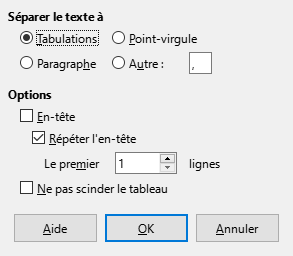 Séparer le texte à
Tabulations Point-virgule
Paragraphe Autre : ,
Options
En-tête
Répéter l'en-tête
Le premier 1 lignes
Ne pas scinder le tableau
Aide OK Annuler